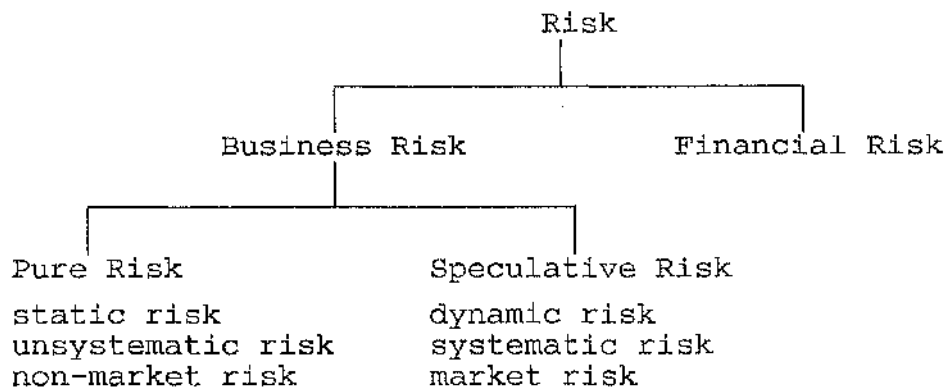 Risk
Business Risk
Financial Risk
Pure Risk
static risk
unsystematic risk
non-market risk
Speculative Risk
dynamic risk
systematic risk
market risk